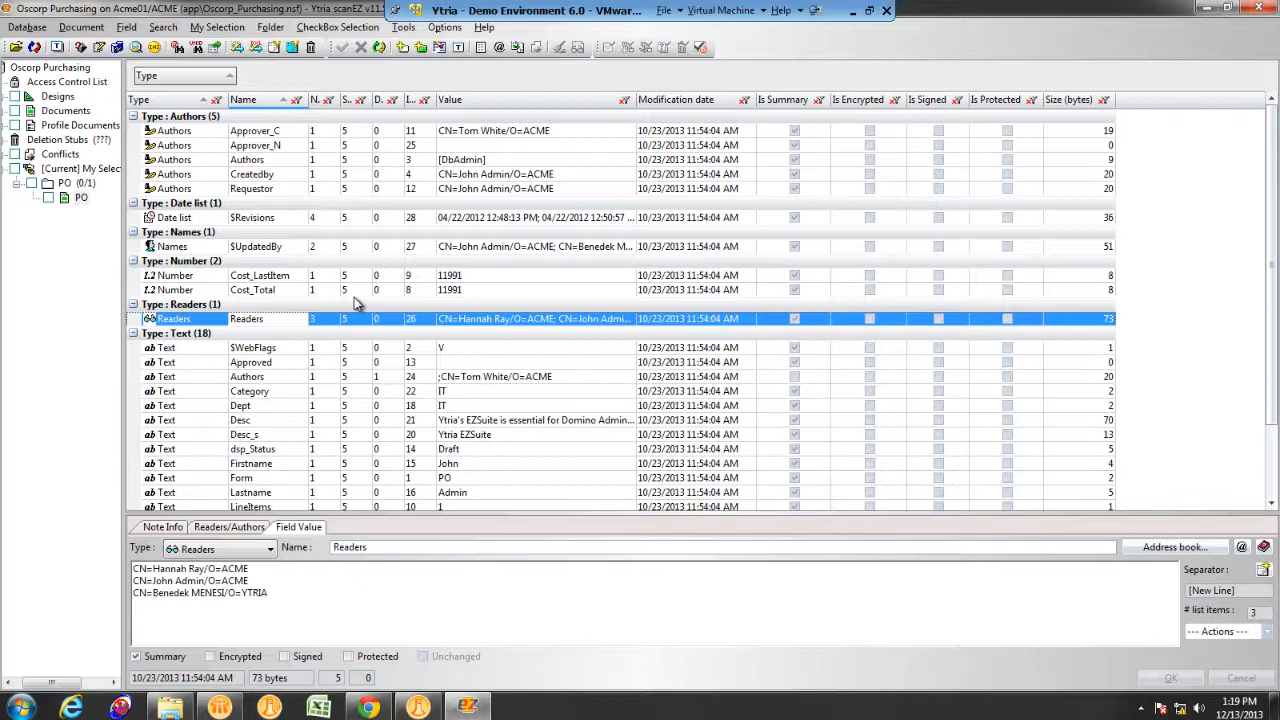 Oscorp Purchasing on Acme01/ACME (app\Oscorp_Purchasing.nsf) - Ytria scanEZ v11.
Ytria - Demo Environment 6.0 - VMwar...
File Virtual Machine Help
Database Document Field Search My Selection Folder CheckBox Selection Tools Options Help
Oscorp Purchasing
Access Control List
Designs
Documents
Profile Documents
Deletion Stubs (???)
Conflicts
[Current] My Selec
PO (0/1)
PO
Type
Type Name N. S.. D. I... Value Modification date Is Summary Is Encrypted Is Signed Is Protected Size (bytes)
Type : Authors (5)
Authors Approver_C 1 5 0 11 CN=Tom White/O=ACME 10/23/2013 11:54:04 AM 19
Authors Approver_N 1 5 0 25 10/23/2013 11:54:04 AM 0
Authors Authors 1 5 0 3 [DbAdmin] 10/23/2013 11:54:04 AM 9
Authors Createdby 1 5 0 4 CN=John Admin/O=ACME 10/23/2013 11:54:04 AM 20
Authors Requestor 1 5 0 12 CN=John Admin/O=ACME 10/23/2013 11:54:04 AM 20
Type : Date list (1)
Date list $Revisions 4 5 0 28 04/22/2012 12:48:13 PM; 04/22/2012 12:50:57 ... 10/23/2013 11:54:04 AM 36
Type : Names (1)
Names $UpdatedBy 2 5 0 27 CN=John Admin/O=ACME; CN=Benedek M... 10/23/2013 11:54:04 AM 51
Type : Number (2)
1.2 Number Cost_LastItem 1 5 0 9 11991 10/23/2013 11:54:04 AM 8
1.2 Number Cost_Total 1 5 0 8 11991 10/23/2013 11:54:04 AM 8
Type : Readers (1)
Readers Readers 3 5 0 26 CN=Hannah Ray/O=ACME; CN=John Admi... 10/23/2013 11:54:04 AM 73
Type : Text (18)
ab Text $WebFlags 1 5 0 2 V 10/23/2013 11:54:04 AM 1
ab Text Approved 1 5 0 13 10/23/2013 11:54:04 AM 0
ab Text Authors 1 5 1 24 ;CN=Tom White/O=ACME 10/23/2013 11:54:04 AM 20
ab Text Category 1 5 0 22 IT 10/23/2013 11:54:04 AM 2
ab Text Dept 1 5 0 18 IT 10/23/2013 11:54:04 AM 2
ab Text Desc 1 5 0 21 Ytria's EZSuite is essential for Domino Admin... 10/23/2013 11:54:04 AM 70
ab Text Desc_s 1 5 0 20 Ytria EZSuite 10/23/2013 11:54:04 AM 13
ab Text dsp_Status 1 5 0 14 Draft 10/23/2013 11:54:04 AM 5
ab Text Firstname 1 5 0 15 John 10/23/2013 11:54:04 AM 4
ab Text Form 1 5 0 1 PO 10/23/2013 11:54:04 AM 2
ab Text Lastname 1 5 0 16 Admin 10/23/2013 11:54:04 AM 5
ab Text LineItems 1 5 0 10 1 10/23/2013 11:54:04 AM 1
Note Info Readers/Authors Field Value
Type : Readers Name : Readers Address book...
CN=Hannah Ray/O=ACME
CN=John Admin/O=ACME
CN=Benedek MENESI/O=YTRIA
Separator :
[New Line]
# list items : 3
--- Actions ---
Summary Encrypted Signed Protected Unchanged
10/23/2013 11:54:04 AM 73 bytes 5 0 OK Cancel
1:19 PM
12/13/2013